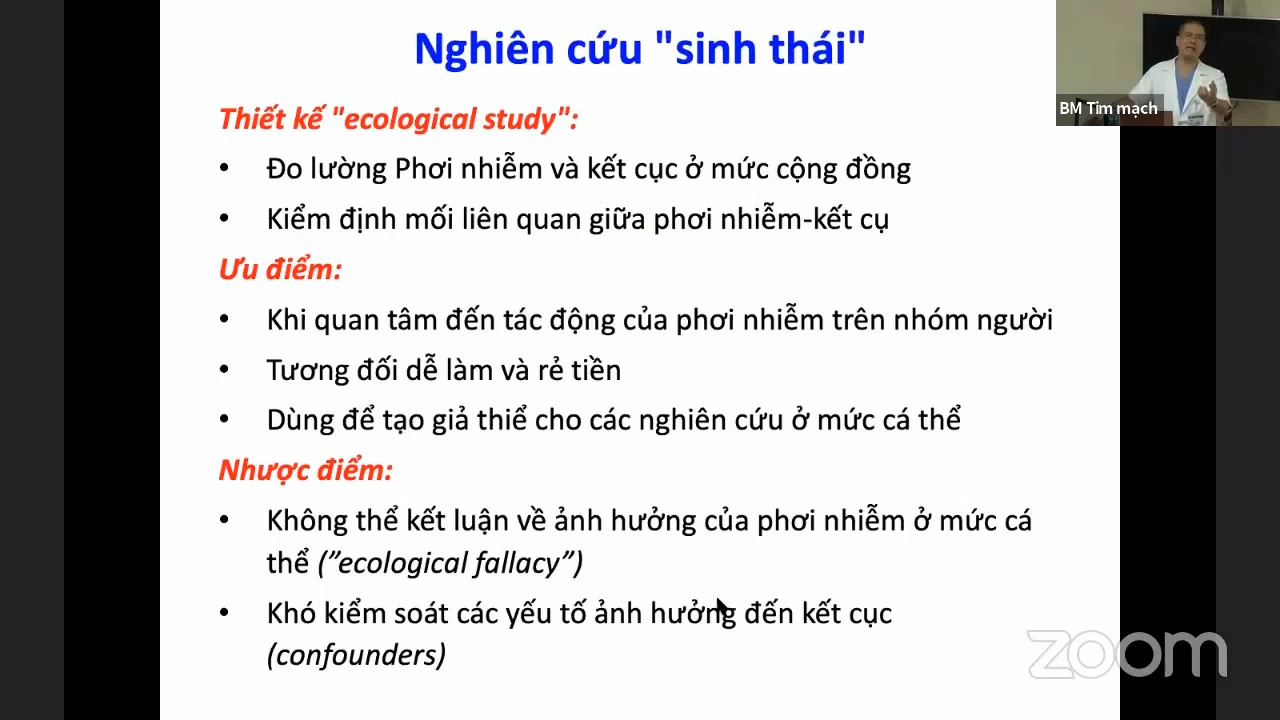 Nghiên cứu "sinh thái"
BM Tim mạch
Thiết kế "ecological study":
• Đo lường Phơi nhiễm và kết cục ở mức cộng đồng
• Kiểm định mối liên quan giữa phơi nhiễm-kết cụ
Ưu điểm:
• Khi quan tâm đến tác động của phơi nhiễm trên nhóm người
• Tương đối dễ làm và rẻ tiền
• Dùng để tạo giả thiể cho các nghiên cứu ở mức cá thể
Nhược điểm:
• Không thể kết luận về ảnh hưởng của phơi nhiễm ở mức cá
thể (”ecological fallacy”)
• Khó kiểm soát các yếu tố ảnh hưởng đến kết cục
(confounders)
zoom